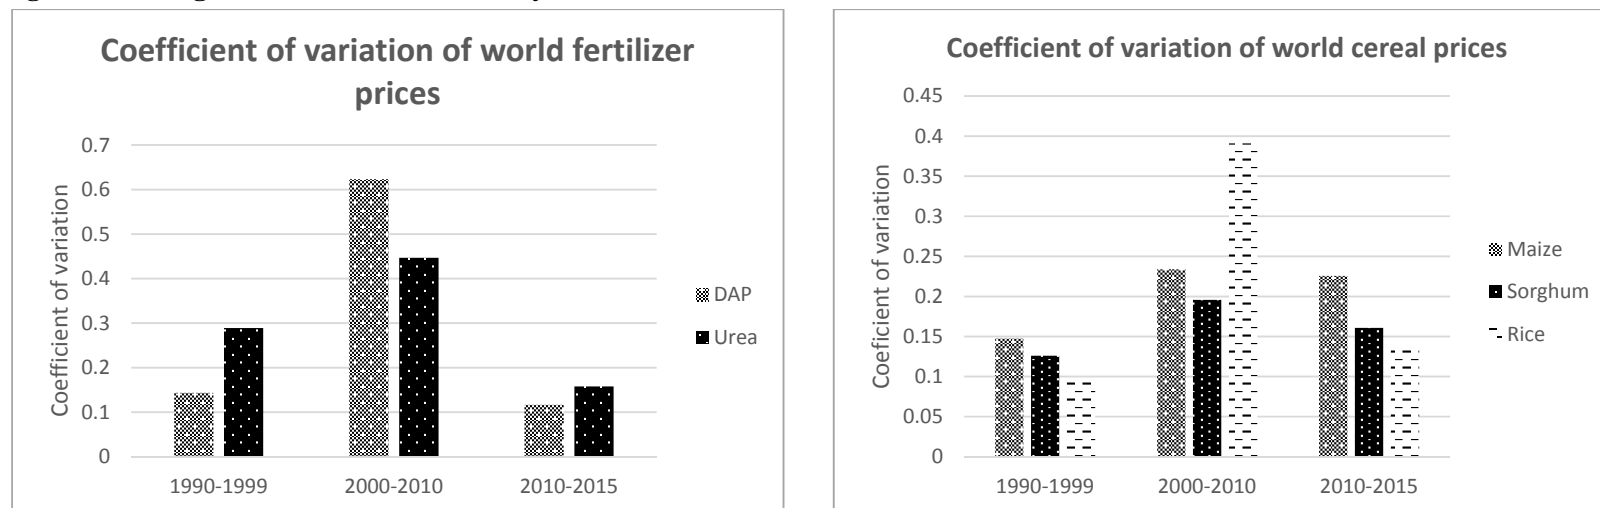 Coefficient of variation of world fertilizer
prices
0.7
0.6
0.5
0.4
0.3
0.2
0.1
0
Coefficient of variation
1990-1999
2000-2010
2010-2015
DAP
Urea
Coefficient of variation of world cereal prices
0.45
0.4
0.35
0.3
0.25
0.2
0.15
0.1
0.05
0
Coeficient of variation
1990-1999
2000-2010
2010-2015
Maize
Sorghum
Rice